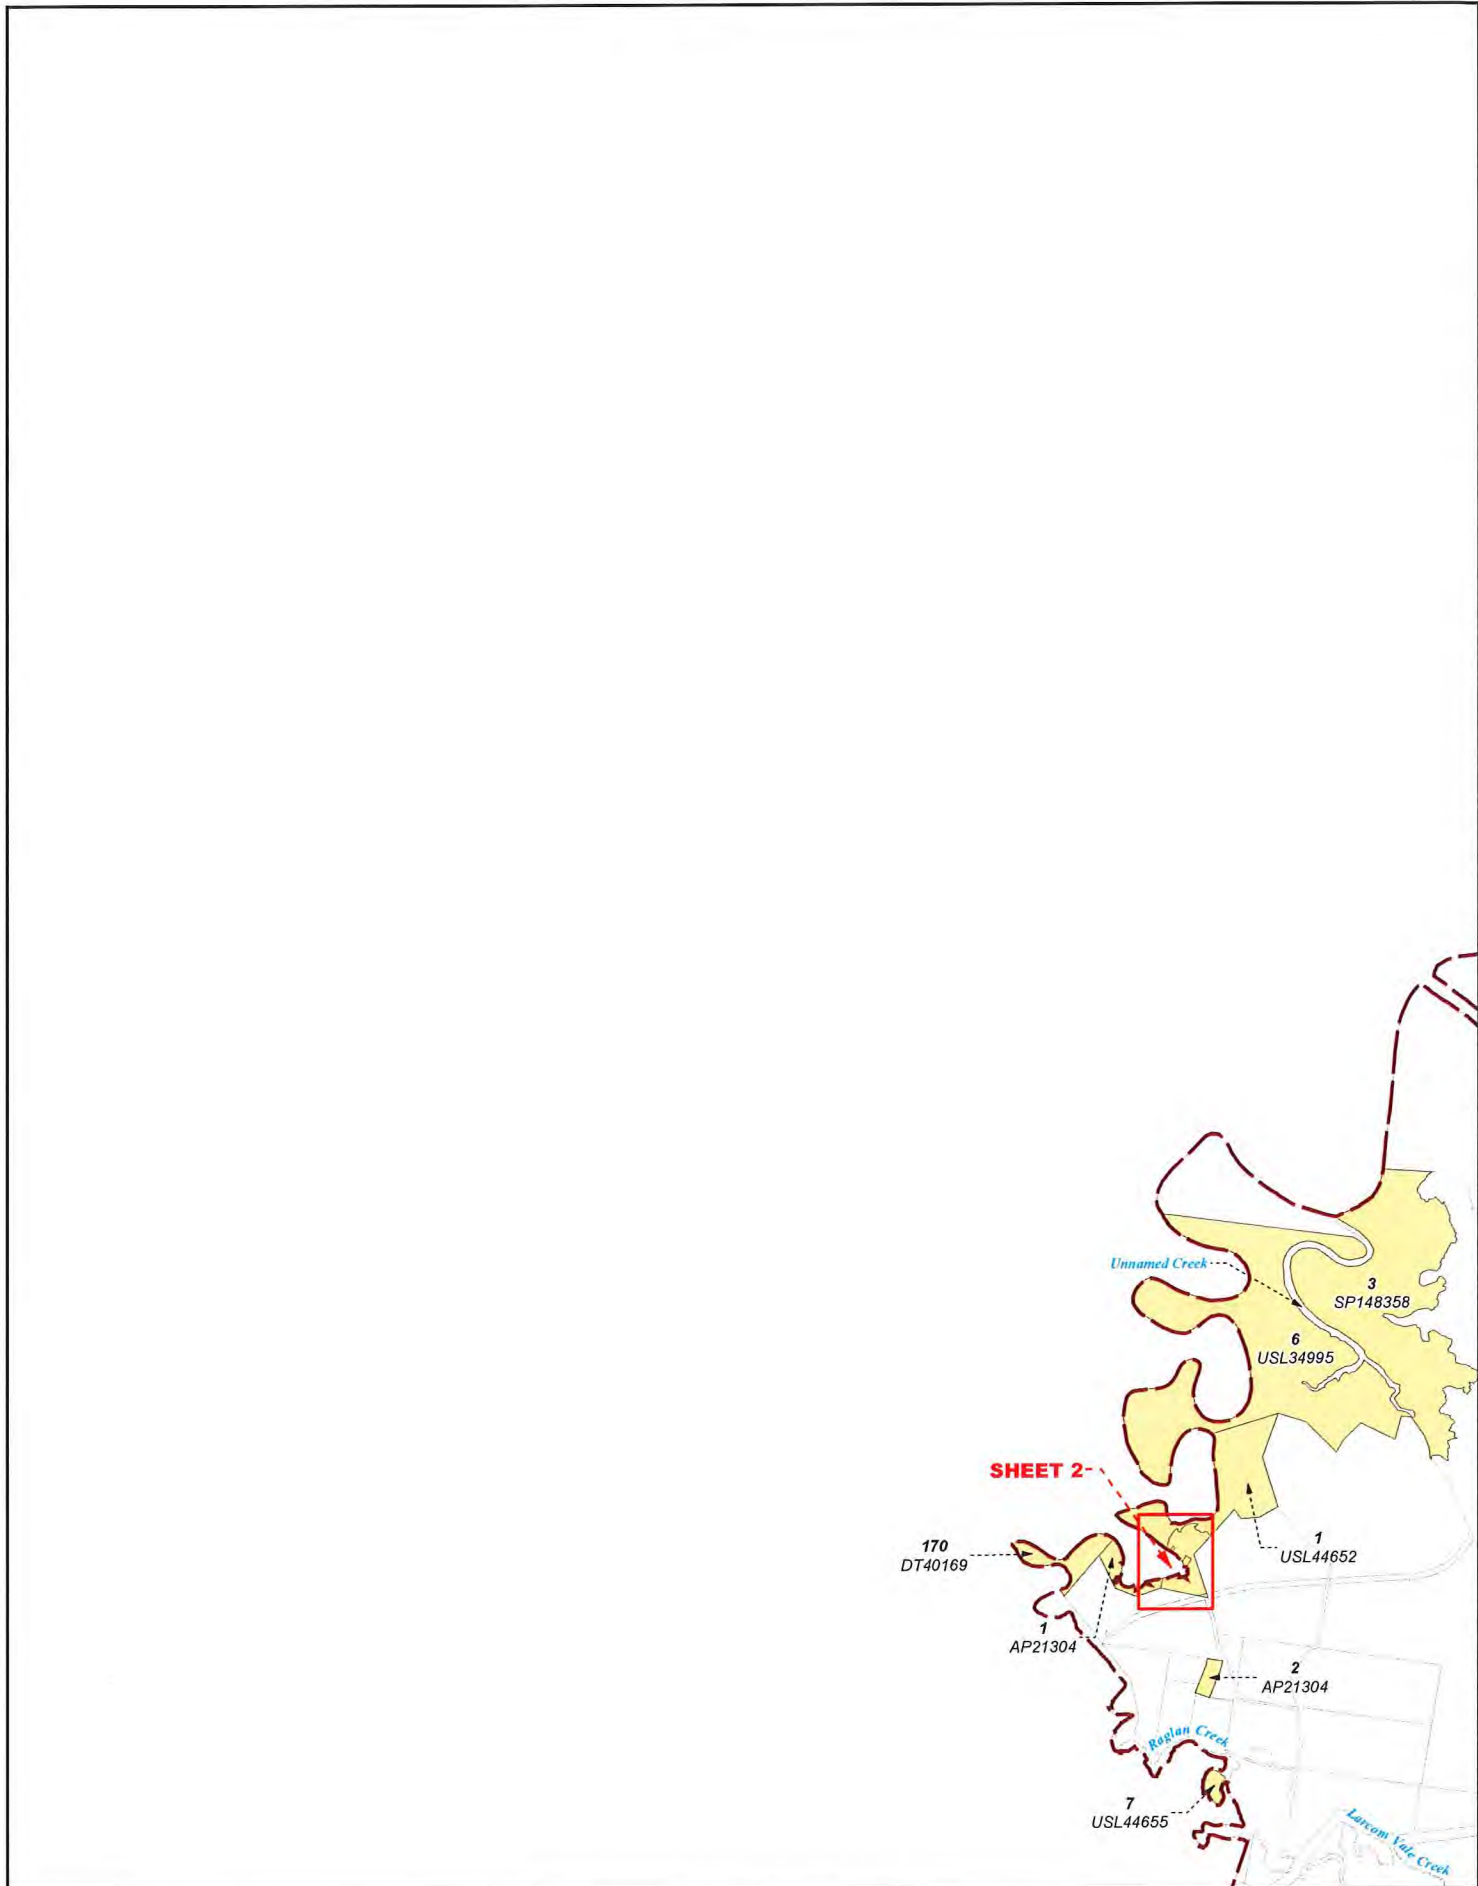 Unnamed Creek
3
SP148358
6
USL34995
SHEET 2
170
DT40169
1
USL44652
1
AP21304
2
AP21304
Raglan Creek
7
USL44655
Larcom Vale Creek